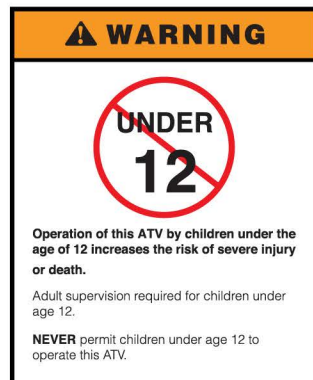 WARNING
UNDER
12
Operation of this ATV by children under the
age of 12 increases the risk of severe injury
or death.
Adult supervision required for children under
age 12.
NEVER permit children under age 12 to
operate this ATV.